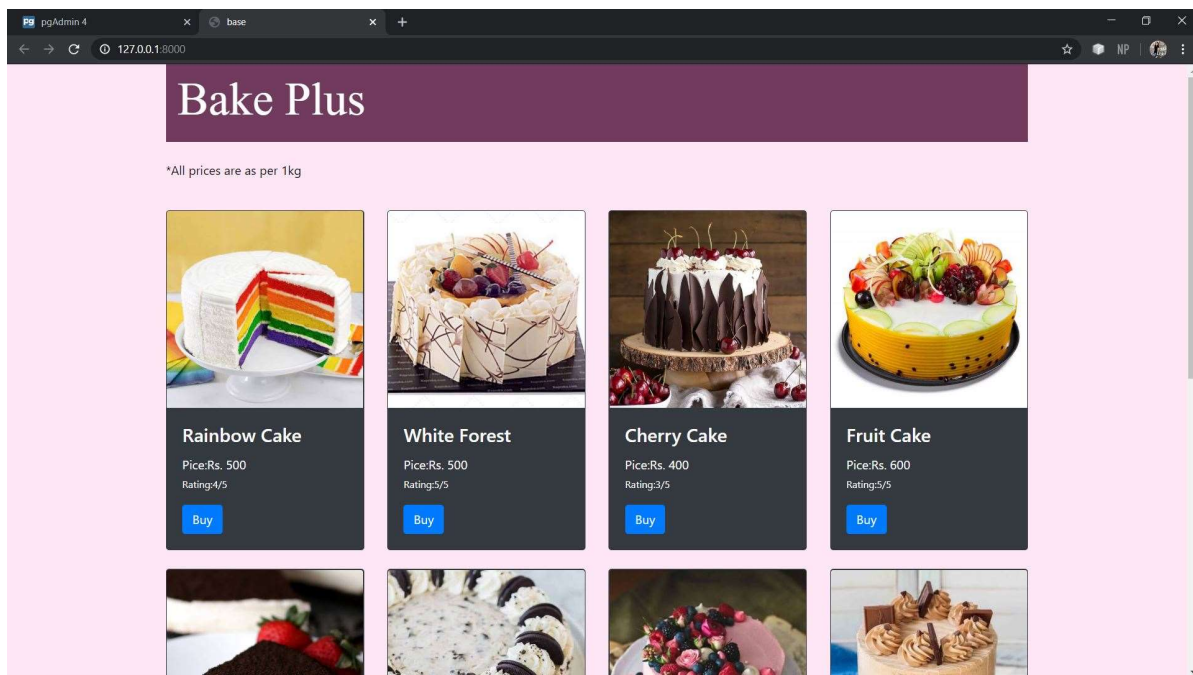 pgAdmin 4
base
127.0.0.1:8000
NP
Bake Plus
*All prices are as per 1kg
Rainbow Cake
Pice:Rs. 500
Rating:4/5
Buy
White Forest
Pice:Rs. 500
Rating:5/5
Buy
Cherry Cake
Pice:Rs. 400
Rating:3/5
Buy
Fruit Cake
Pice:Rs. 600
Rating:5/5
Buy